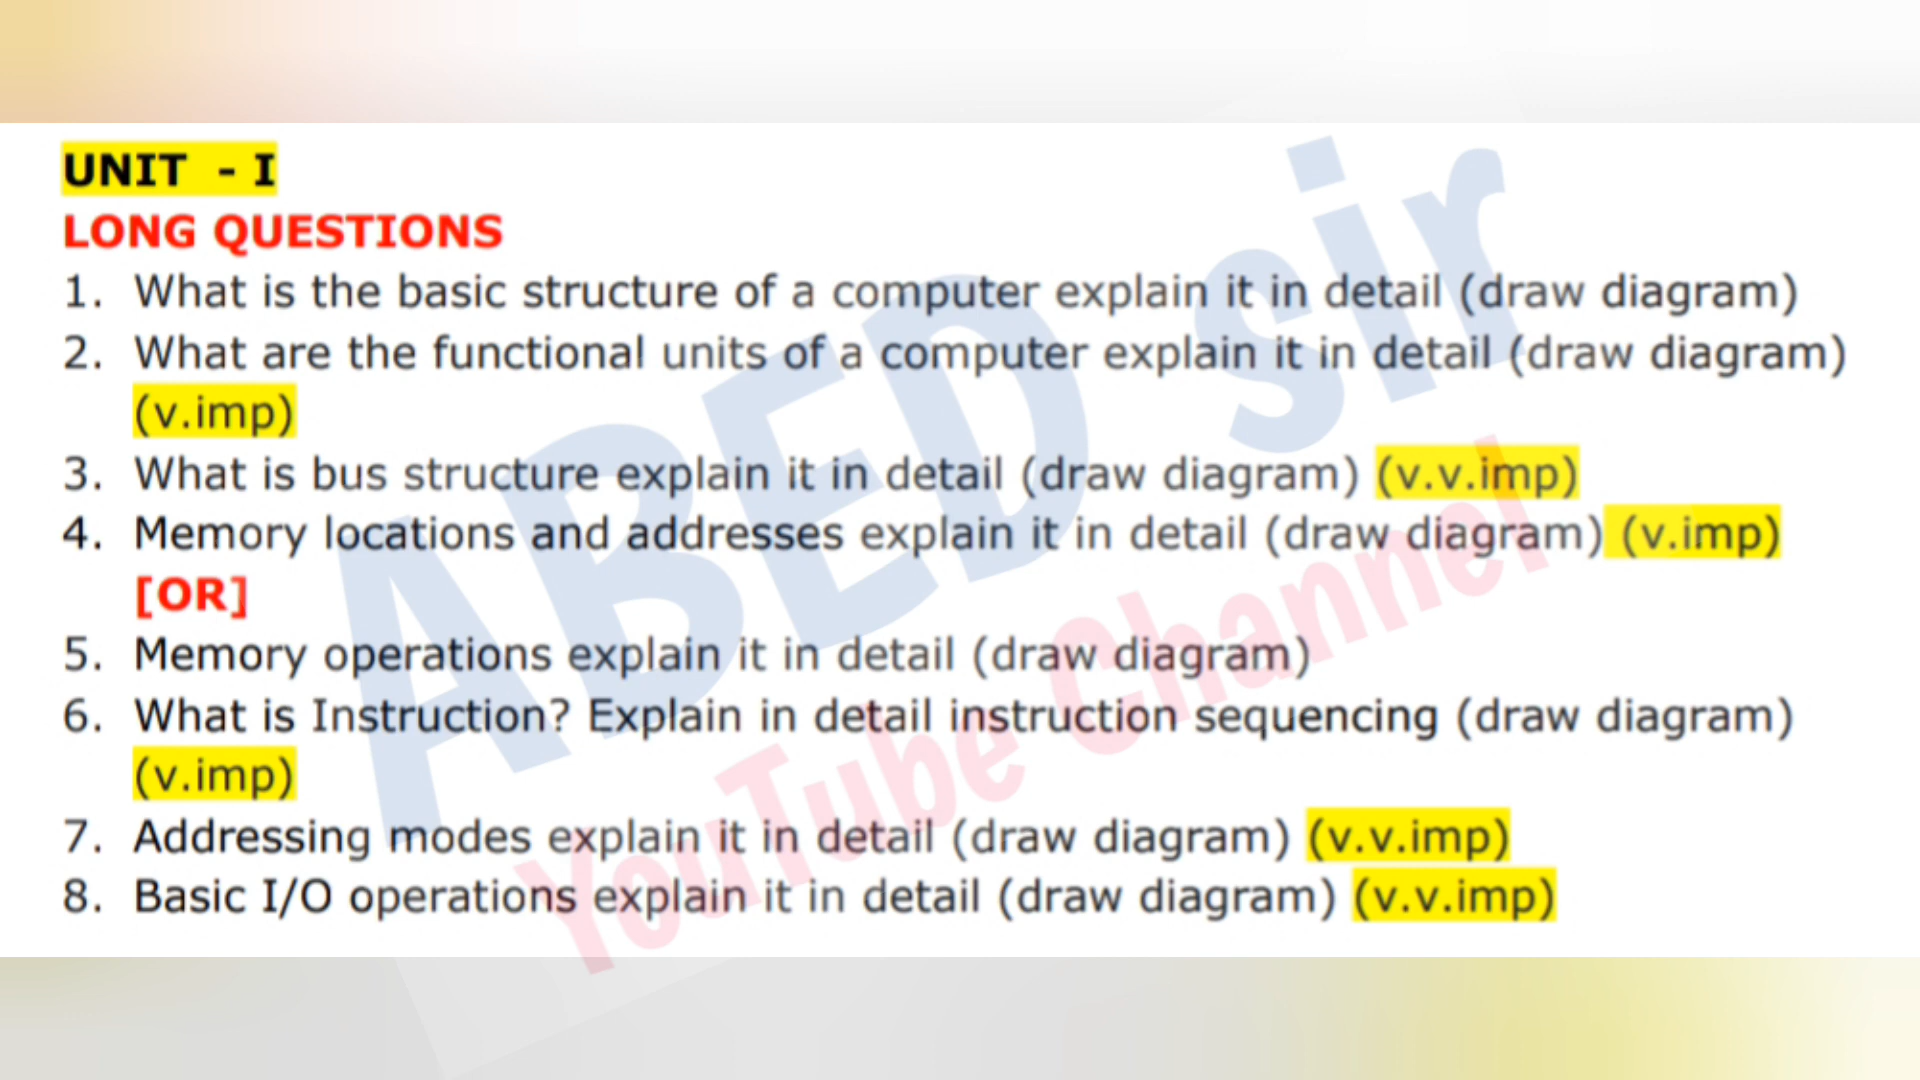 UNIT - I
LONG QUESTIONS
1. What is the basic structure of a computer explain it in detail (draw diagram)
2. What are the functional units of a computer explain it in detail (draw diagram)
(v.imp)
3. What is bus structure explain it in detail (draw diagram) (v.v.imp)
4. Memory locations and addresses explain it in detail (draw diagram) (v.imp)
[OR]
5. Memory operations explain it in detail (draw diagram)
6. What is Instruction? Explain in detail instruction sequencing (draw diagram)
(v.imp)
7. Addressing modes explain it in detail (draw diagram) (v.v.imp)
8. Basic I/O operations explain it in detail (draw diagram) (v.v.imp)
ABED sir
YouTube Channel